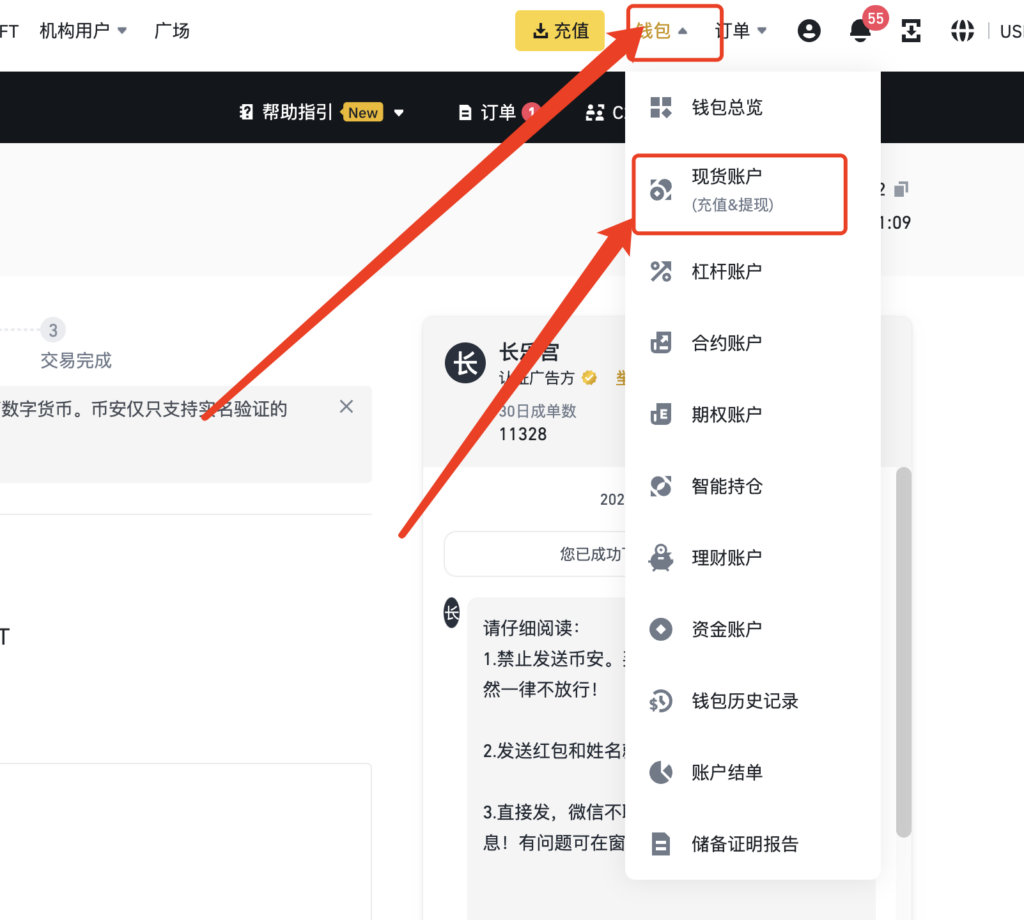 FT 机构用户 广场 充值 钱包 订单 55
帮助指引 New 订单 1
钱包总览
现货账户
(充值&提现)
杠杆账户
合约账户
期权账户
智能持仓
理财账户
资金账户
钱包历史记录
账户结单
储备证明报告
2
1:09
3
交易完成
数字货币。币安仅只支持实名验证的
T
长
长乐宫
认证广告方
30日成单数
11328
202
您已成功
长
请仔细阅读：
1.禁止发送币安。
然一律不放行！
2.发送红包和姓名
3.直接发，微信不
息！有问题可在窗